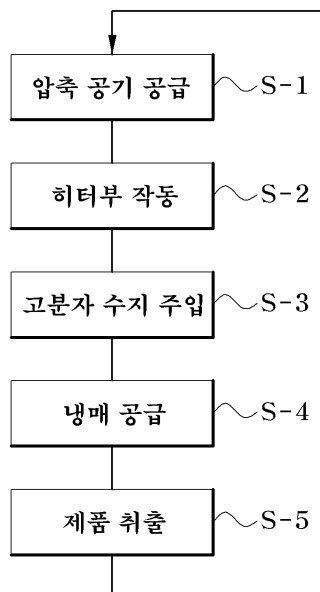 압축 공기 공급 S-1
히터부 작동 S-2
고분자 수지 주입 S-3
냉매 공급 S-4
제품 취출 S-5